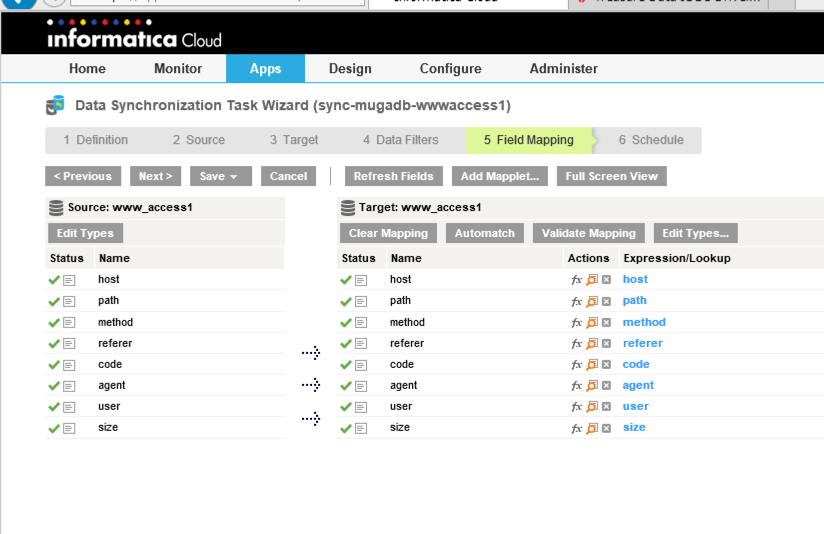 informatica Cloud
Home Monitor Apps Design Configure Administer
Data Synchronization Task Wizard (sync-mugadb-wwwaccess1)
1 Definition 2 Source 3 Target 4 Data Filters 5 Field Mapping 6 Schedule
< Previous Next > Save Cancel Refresh Fields Add Mapplet... Full Screen View
Source: www_access1 Target: www_access1
Edit Types Clear Mapping Automatch Validate Mapping Edit Types...
Status Name Status Name Actions Expression/Lookup
host host fx host
path path fx path
method method fx method
referer referer fx referer
code code fx code
agent agent fx agent
user user fx user
size size fx size